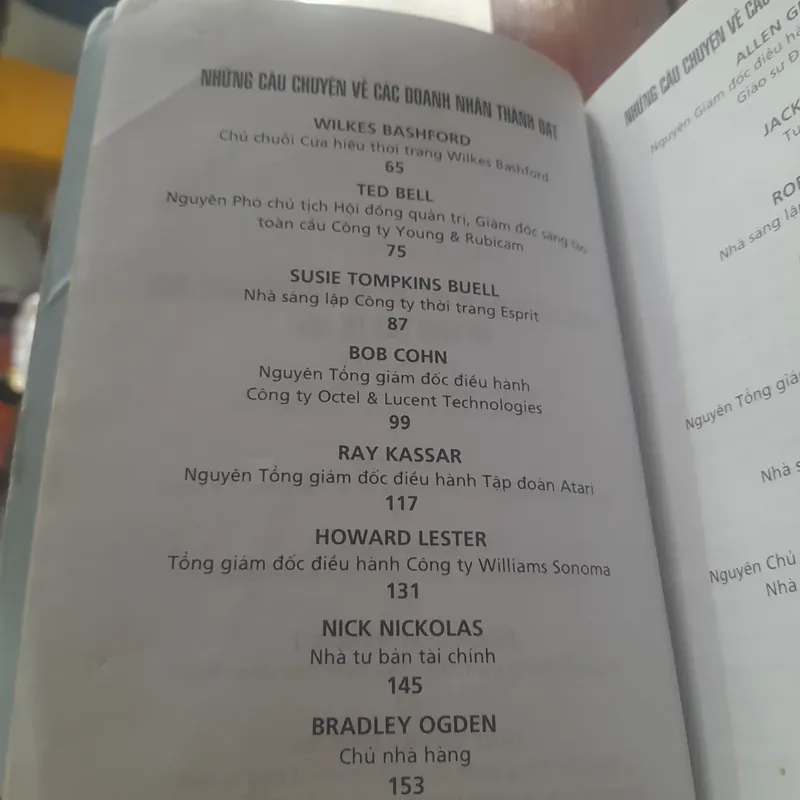 NHỮNG CÂU CHUYỆN VỀ CÁC DOANH NHÂN THÀNH ĐẠT
WILKES BASHFORD
Chủ chuỗi Cửa hiệu thời trang Wilkes Bashford
65
TED BELL
Nguyên Phó chủ tịch Hội đồng quản trị, Giám đốc sáng tạo
toàn cầu Công ty Young & Rubicam
75
SUSIE TOMPKINS BUELL
Nhà sáng lập Công ty thời trang Esprit
87
BOB COHN
Nguyên Tổng giám đốc điều hành
Công ty Octel & Lucent Technologies
99
RAY KASSAR
Nguyên Tổng giám đốc điều hành Tập đoàn Atari
117
HOWARD LESTER
Tổng giám đốc điều hành Công ty Williams Sonoma
131
NICK NICKOLAS
Nhà tư bản tài chính
145
BRADLEY OGDEN
Chủ nhà hàng
153
NHỮNG CÂU CHUYỆN VỀ CÁC
ALLEN
Nguyên Giám đốc điều
Giáo sư
JACK
Nhà sáng
Nguyên Tổng
Nhà
Nguyên Chủ
Nhà